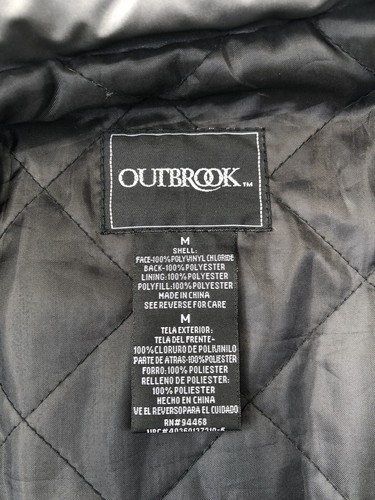 OUTBROOK™
M
SHELL:
FACE-100% POLYVINYL CHLORIDE
BACK-100% POLYESTER
LINING: 100% POLYESTER
POLYFILL: 100% POLYESTER
MADE IN CHINA
SEE REVERSE FOR CARE
M
TELA EXTERIOR:
TELA DEL FRENTE-
100% CLORURO DE POLIVINILO
PARTE DE ATRAS-100% POLIESTER
FORRO: 100% POLIESTER
RELLENO DE POLIESTER:
100% POLIESTER
HECHO EN CHINA
VE EL REVERSO PARA EL CUIDADO
RN# 94468